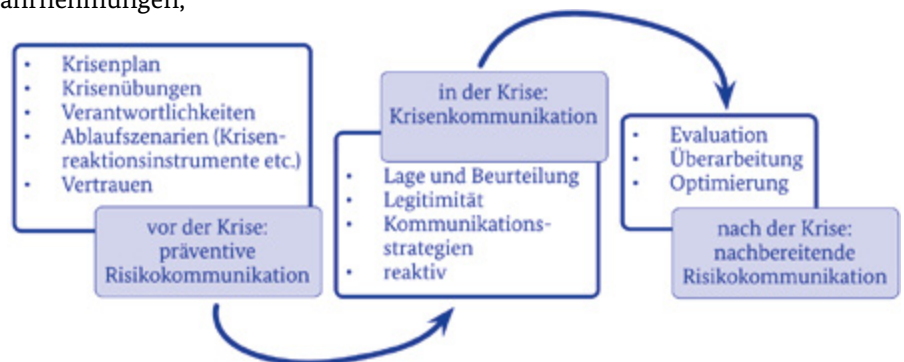 • Krisenplan
• Krisenübungen
• Verantwortlichkeiten
• Ablaufszenarien (Krisen-
reaktionsinstrumente etc.)
• Vertrauen
vor der Krise:
präventive
Risikokommunikation
in der Krise:
Krisenkommunikation
• Lage und Beurteilung
• Legitimität
• Kommunikations-
strategien
• reaktiv
• Evaluation
• Überarbeitung
• Optimierung
nach der Krise:
nachbereitende
Risikokommunikation